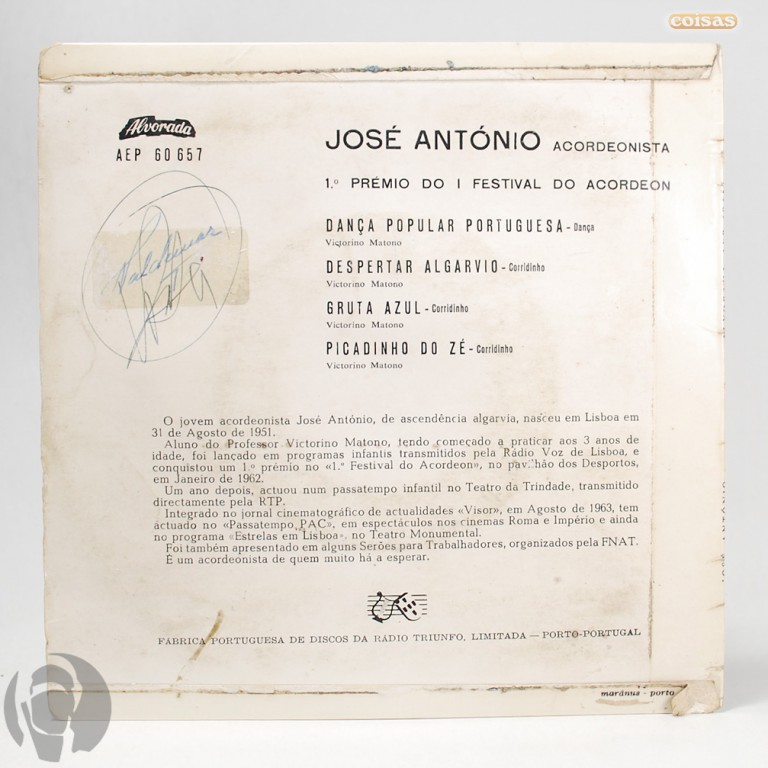 coisas
Alvorada
AEP 60 657
JOSÉ ANTÓNIO ACORDEONISTA
1.º PRÉMIO DO I FESTIVAL DO ACORDEON
DANÇA POPULAR PORTUGUESA - Dança
Victorino Matono
DESPERTAR ALGARVIO - Corridinho
Victorino Matono
GRUTA AZUL - Corridinho
Victorino Matono
PICADINHO DO ZÉ - Corridinho
Victorino Matono
O jovem acordeonista José António, de ascendência algarvia, nasceu em Lisboa em
31 de Agosto de 1951.
Aluno do Professor Victorino Matono, tendo começado a praticar aos 3 anos de
idade, foi lançado em programas infantis transmitidos pela Rádio Voz de Lisboa, e
conquistou um 1.º prémio no «1.º Festival do Acordeon», no pavilhão dos Desportos,
em Janeiro de 1962.
Um ano depois, actuou num passatempo infantil no Teatro da Trindade, transmitido
directamente pela RTP.
Integrado no jornal cinematográfico de actualidades «Visor», em Agosto de 1963, tem
actuado no «Passatempo PAC», em espectáculos nos cinemas Roma e Império e ainda
no programa «Estrelas em Lisboa», no Teatro Monumental.
Foi também apresentado em alguns Serões para Trabalhadores, organizados pela FNAT.
É um acordeonista de quem muito há a esperar.
FÁBRICA PORTUGUESA DE DISCOS DA RÁDIO TRIUNFO, LIMITADA — PORTO-PORTUGAL
marânus - porto
JOSÉ ANTÓNIO